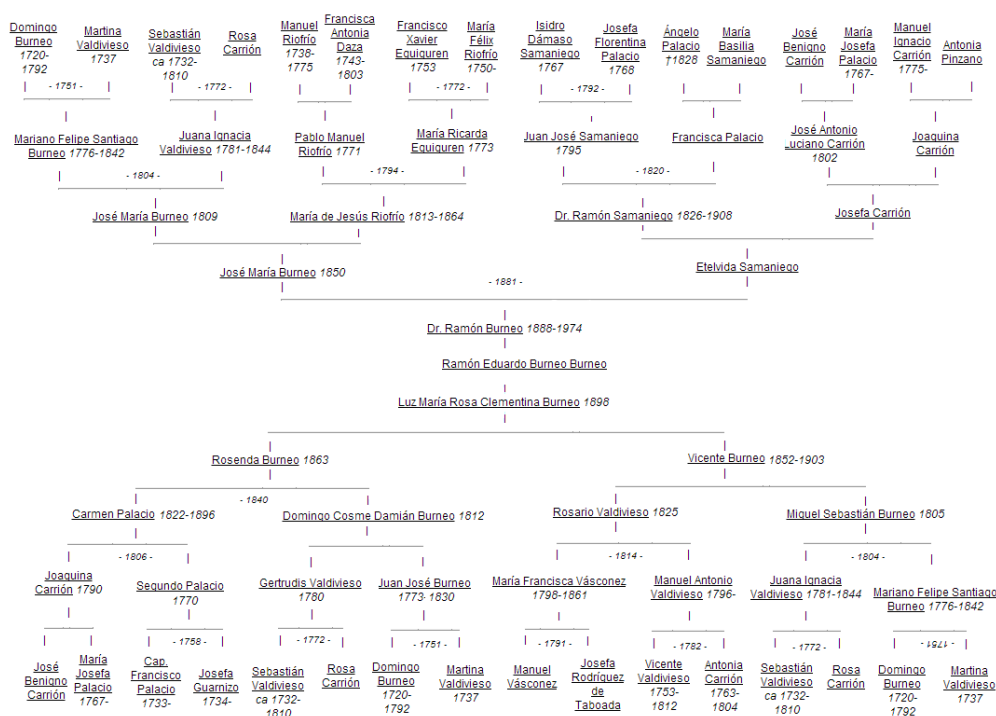 Domingo
Burneo
1720-
1792
Martina
Valdivieso
1737
Sebastián
Valdivieso
ca 1732-
1810
Rosa
Carrión
Manuel
Riofrío
1738-
1775
Francisca
Antonia
Daza
1743-
1803
Francisco
Xavier
Equiguren
1753
María
Félix
Riofrío
1750-
Isidro
Dámaso
Samaniego
1767
Josefa
Florentina
Palacio
1768
Ángelo
Palacio
†1828
María
Basilia
Samaniego
José
Benigno
Carrión
María
Josefa
Palacio
1767-
Manuel
Ignacio
Carrión
1775-
Antonia
Pinzano
- 1751 -
- 1772 -
- 1772 -
- 1792 -
Mariano Felipe Santiago
Burneo 1776-1842
Juana Ignacia
Valdivieso 1781-1844
Pablo Manuel
Riofrío 1771
María Ricarda
Equiguren 1773
Juan José Samaniego
1795
Francisca Palacio
José Antonio
Luciano Carrión
1802
Joaquina
Carrión
- 1804 -
- 1794 -
- 1820 -
José María Burneo 1809
María de Jesús Riofrío 1813-1864
Dr. Ramón Samaniego 1826-1908
Josefa Carrión
José María Burneo 1850
Etelvida Samaniego
- 1881 -
Dr. Ramón Burneo 1888-1974
Ramón Eduardo Burneo Burneo
Luz María Rosa Clementina Burneo 1898
Rosenda Burneo 1863
Vicente Burneo 1852-1903
- 1840
Carmen Palacio 1822-1896
Domingo Cosme Damián Burneo 1812
Rosario Valdivieso 1825
Miguel Sebastián Burneo 1805
- 1806 -
- 1814 -
- 1804 -
Joaquina
Carrión 1790
Segundo Palacio
1770
Gertrudis Valdivieso
1780
Juan José Burneo
1773-1830
María Francisca Vásconez
1798-1861
Manuel Antonio
Valdivieso 1796-
Juana Ignacia
Valdivieso 1781-1844
Mariano Felipe Santiago
Burneo 1776-1842
- 1758 -
- 1772 -
- 1751 -
- 1791 -
- 1782 -
- 1772 -
- 1751 -
José
Benigno
Carrión
María
Josefa
Palacio
1767-
Cap.
Francisco
Palacio
1733-
Josefa
Guarnizo
1734-
Sebastián
Valdivieso
ca 1732-
1810
Rosa
Carrión
Domingo
Burneo
1720-
1792
Martina
Valdivieso
1737
Manuel
Vásconez
Josefa
Rodríguez
de
Taboada
Vicente
Valdivieso
1753-
1812
Antonia
Carrión
1763-
1804
Sebastián
Valdivieso
ca 1732-
1810
Rosa
Carrión
Domingo
Burneo
1720-
1792
Martina
Valdivieso
1737